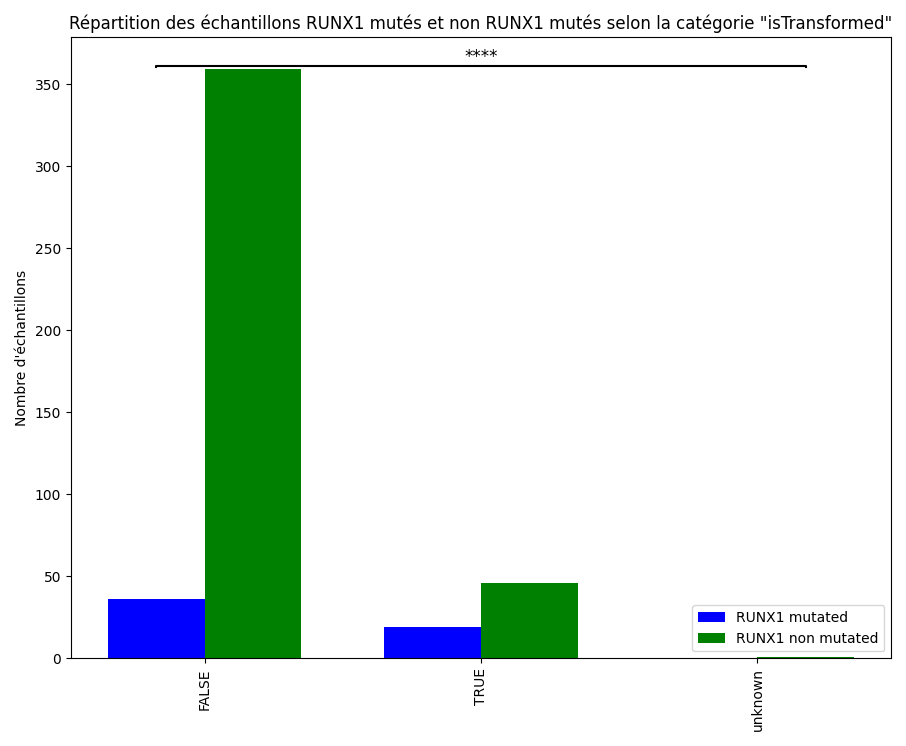 Répartition des échantillons RUNX1 mutés et non RUNX1 mutés selon la catégorie "isTransformed"
****
350
300
250
200
150
100
50
0
Nombre d'échantillons
FALSE
TRUE
unknown
RUNX1 mutated
RUNX1 non mutated